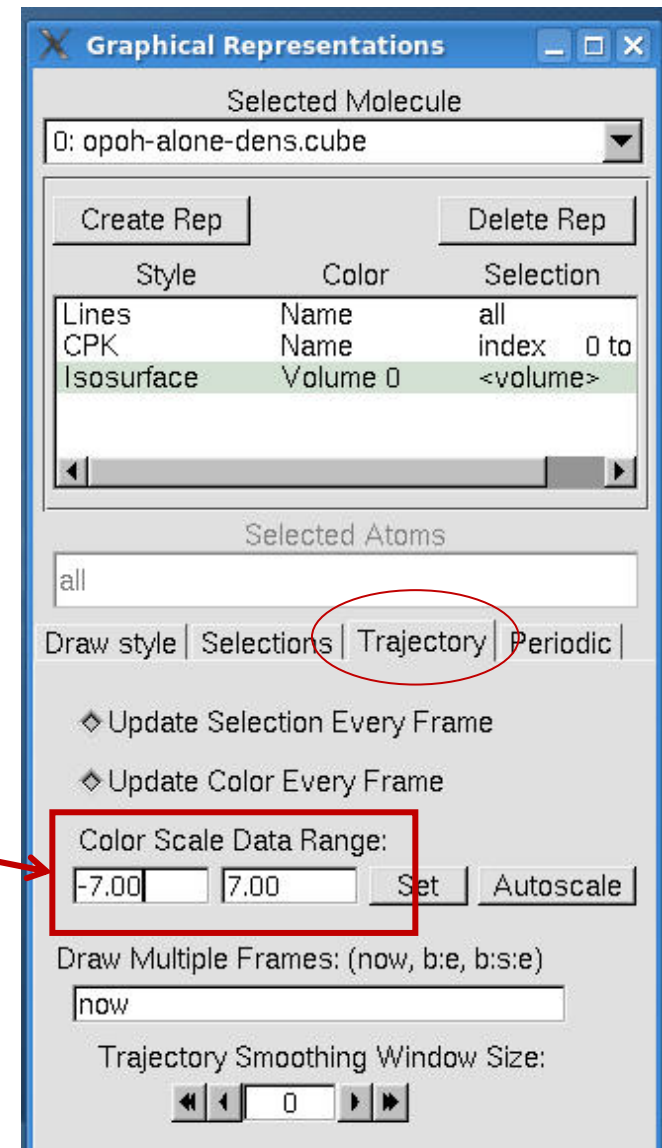 Graphical Representations
Selected Molecule
0: opoh-alone-dens.cube
Create Rep Delete Rep
Style Color Selection
Lines Name all
CPK Name index 0 to
Isosurface Volume 0 <volume>
Selected Atoms
all
Draw style Selections Trajectory Periodic
Update Selection Every Frame
Update Color Every Frame
Color Scale Data Range:
-7.00 7.00 Set Autoscale
Draw Multiple Frames: (now, b:e, b:s:e)
now
Trajectory Smoothing Window Size:
0